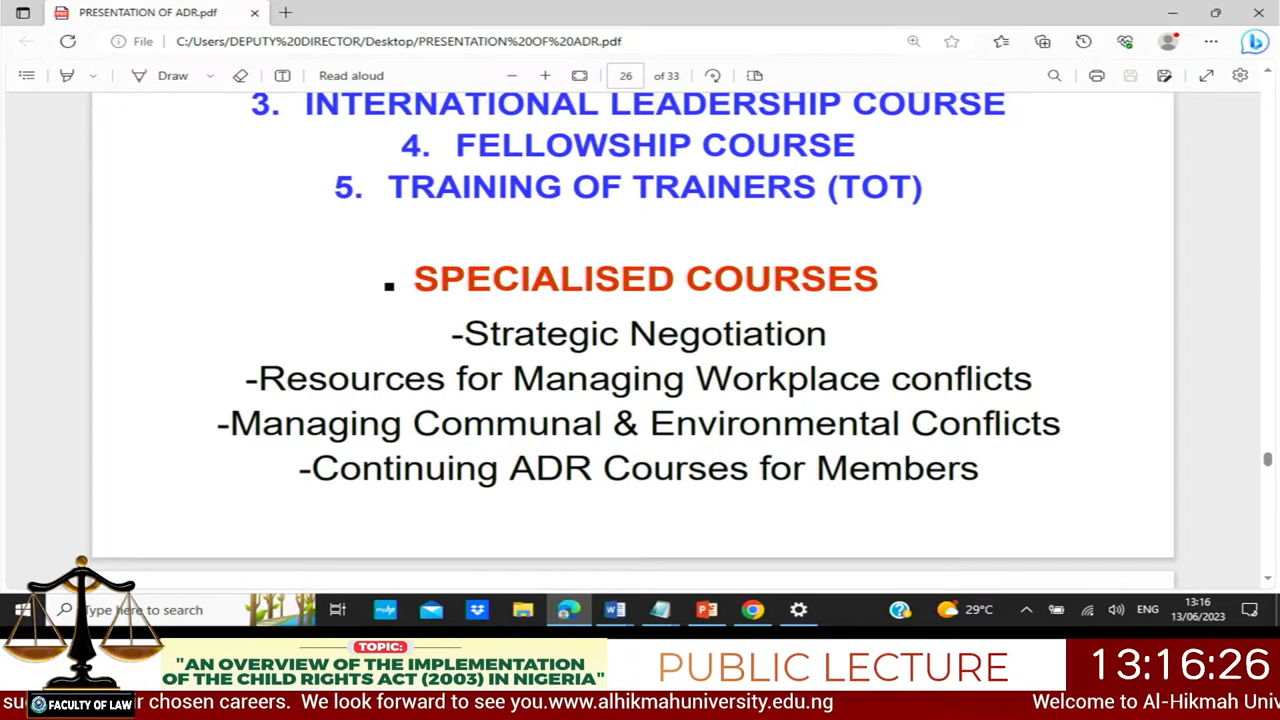 PRESENTATION OF ADR.pdf
File
C:/Users/DEPUTY%20DIRECTOR/Desktop/PRESENTATION%20OF%20ADR.pdf
Draw
Read aloud
26 of 33
3. INTERNATIONAL LEADERSHIP COURSE
4. FELLOWSHIP COURSE
5. TRAINING OF TRAINERS (TOT)
. SPECIALISED COURSES
-Strategic Negotiation
-Resources for Managing Workplace conflicts
-Managing Communal & Environmental Conflicts
-Continuing ADR Courses for Members
Type here to search
29°C
ENG
13:16
13/06/2023
TOPIC:
"AN OVERVIEW OF THE IMPLEMENTATION
OF THE CHILD RIGHTS ACT (2003) IN NIGERIA"
PUBLIC LECTURE
13:16:26
FACULTY OF LAW
ur chosen careers. We look forward to see you.www.alhikmahuniversity.edu.ng
Welcome to Al-Hikmah Univ